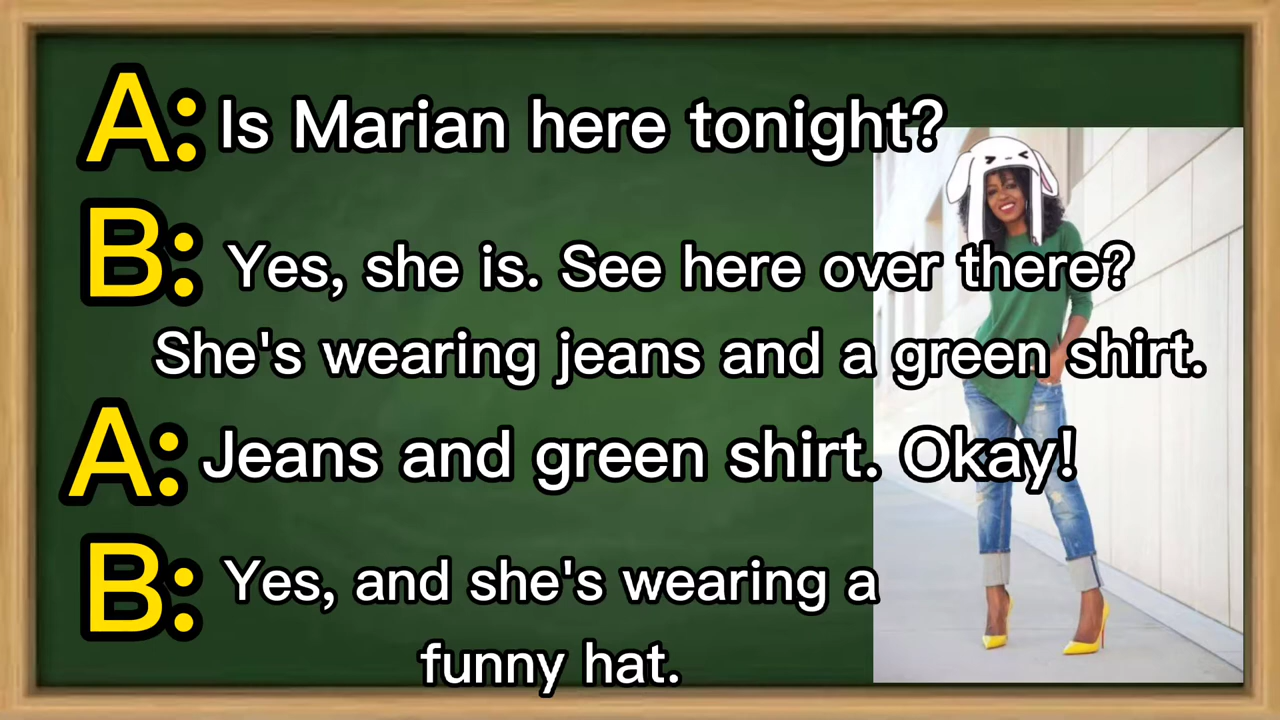 A: Is Marian here tonight?
B: Yes, she is. See here over there?
She's wearing jeans and a green shirt.
A: Jeans and green shirt. Okay!
B: Yes, and she's wearing a
funny hat.